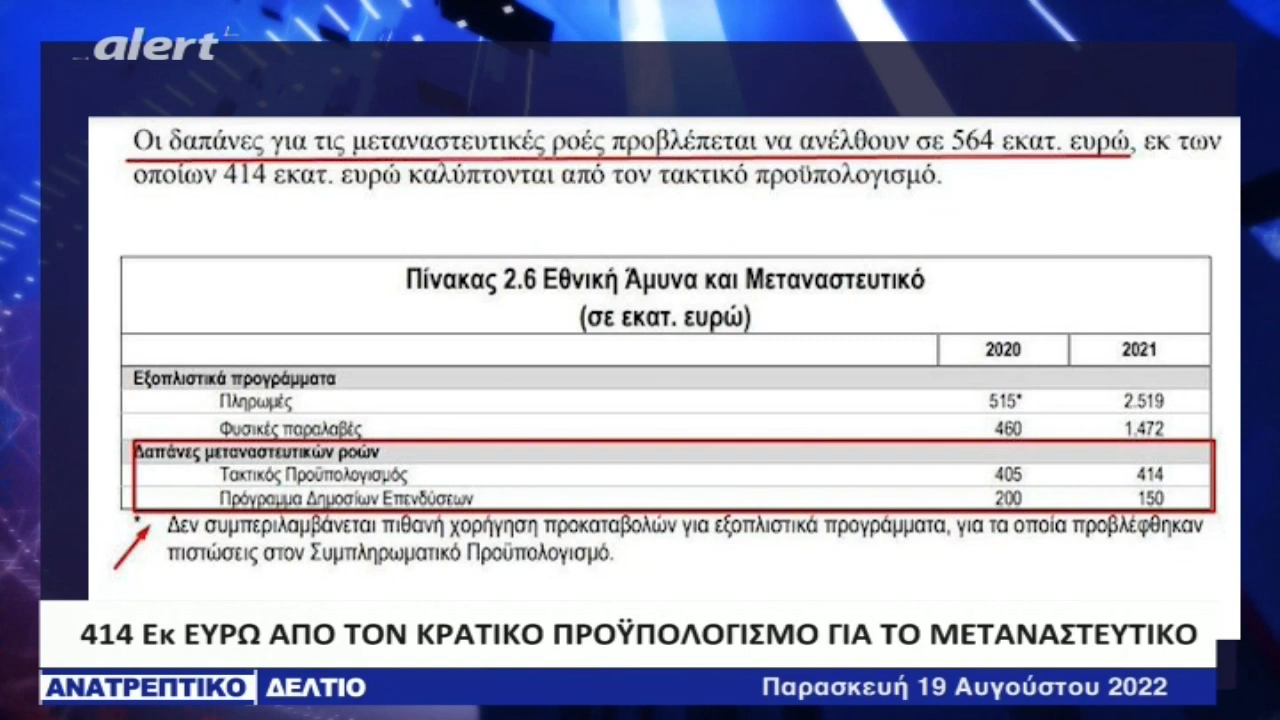 alert
Οι δαπάνες για τις μεταναστευτικές ροές προβλέπεται να ανέλθουν σε 564 εκατ. ευρώ, εκ των
οποίων 414 εκατ. ευρώ καλύπτονται από τον τακτικό προϋπολογισμό.
Πίνακας 2.6 Εθνική Άμυνα και Μεταναστευτικό
(σε εκατ. ευρώ)
2020 2021
Εξοπλιστικά προγράμματα
Πληρωμές 515* 2.519
Φυσικές παραλαβές 460 1.472
Δαπάνες μεταναστευτικών ροών
Τακτικός Προϋπολογισμός 405 414
Πρόγραμμα Δημοσίων Επενδύσεων 200 150
* Δεν συμπεριλαμβάνεται πιθανή χορήγηση προκαταβολών για εξοπλιστικά προγράμματα, για τα οποία προβλέφθηκαν
πιστώσεις στον Συμπληρωματικό Προϋπολογισμό.
414 Εκ ΕΥΡΩ ΑΠΟ ΤΟΝ ΚΡΑΤΙΚΟ ΠΡΟΫΠΟΛΟΓΙΣΜΟ ΓΙΑ ΤΟ ΜΕΤΑΝΑΣΤΕΥΤΙΚΟ
ΑΝΑΤΡΕΠΤΙΚΟ ΔΕΛΤΙΟ Παρασκευή 19 Αυγούστου 2022